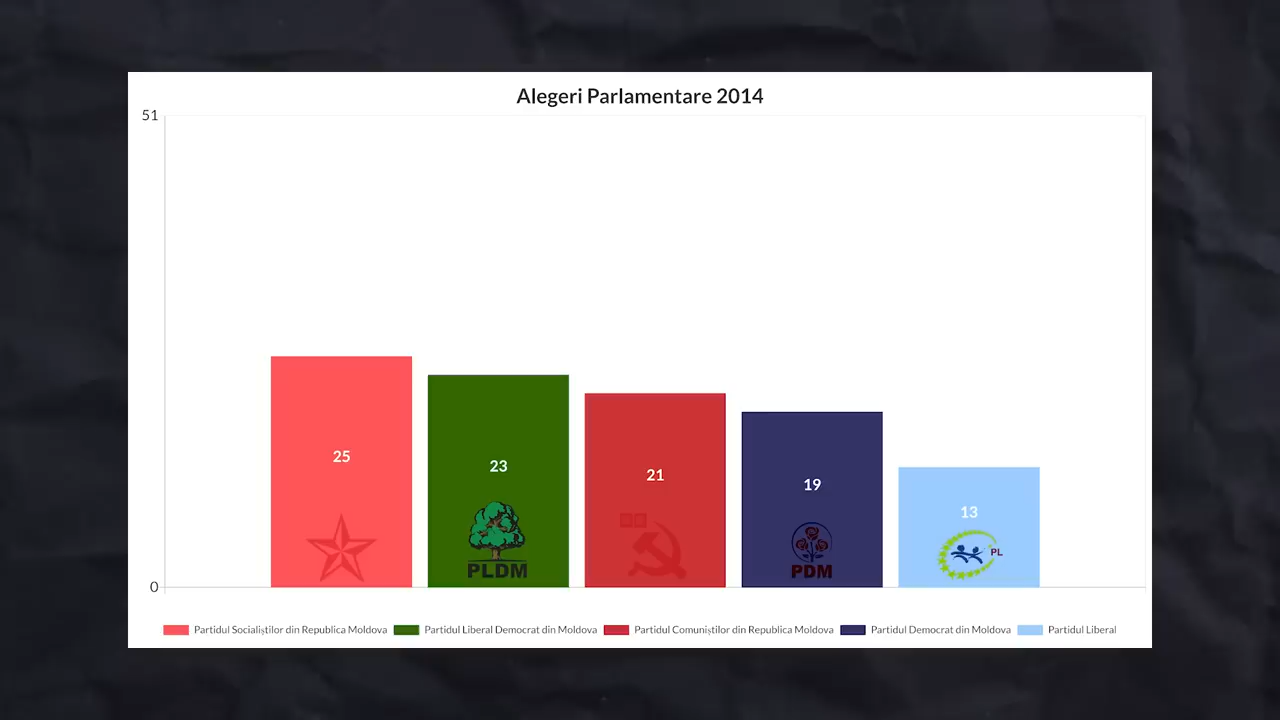 Alegeri Parlamentare 2014
51
25
23
21
19
13
PLDM
PDM
PL
0
Partidul Socialiștilor din Republica Moldova
Partidul Liberal Democrat din Moldova
Partidul Comuniștilor din Republica Moldova
Partidul Democrat din Moldova
Partidul Liberal